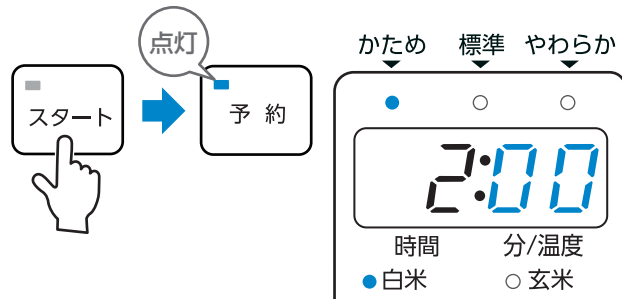 点灯
スタート
予約
かため 標準 やわらか
2:00
時間 分/温度
白米 玄米